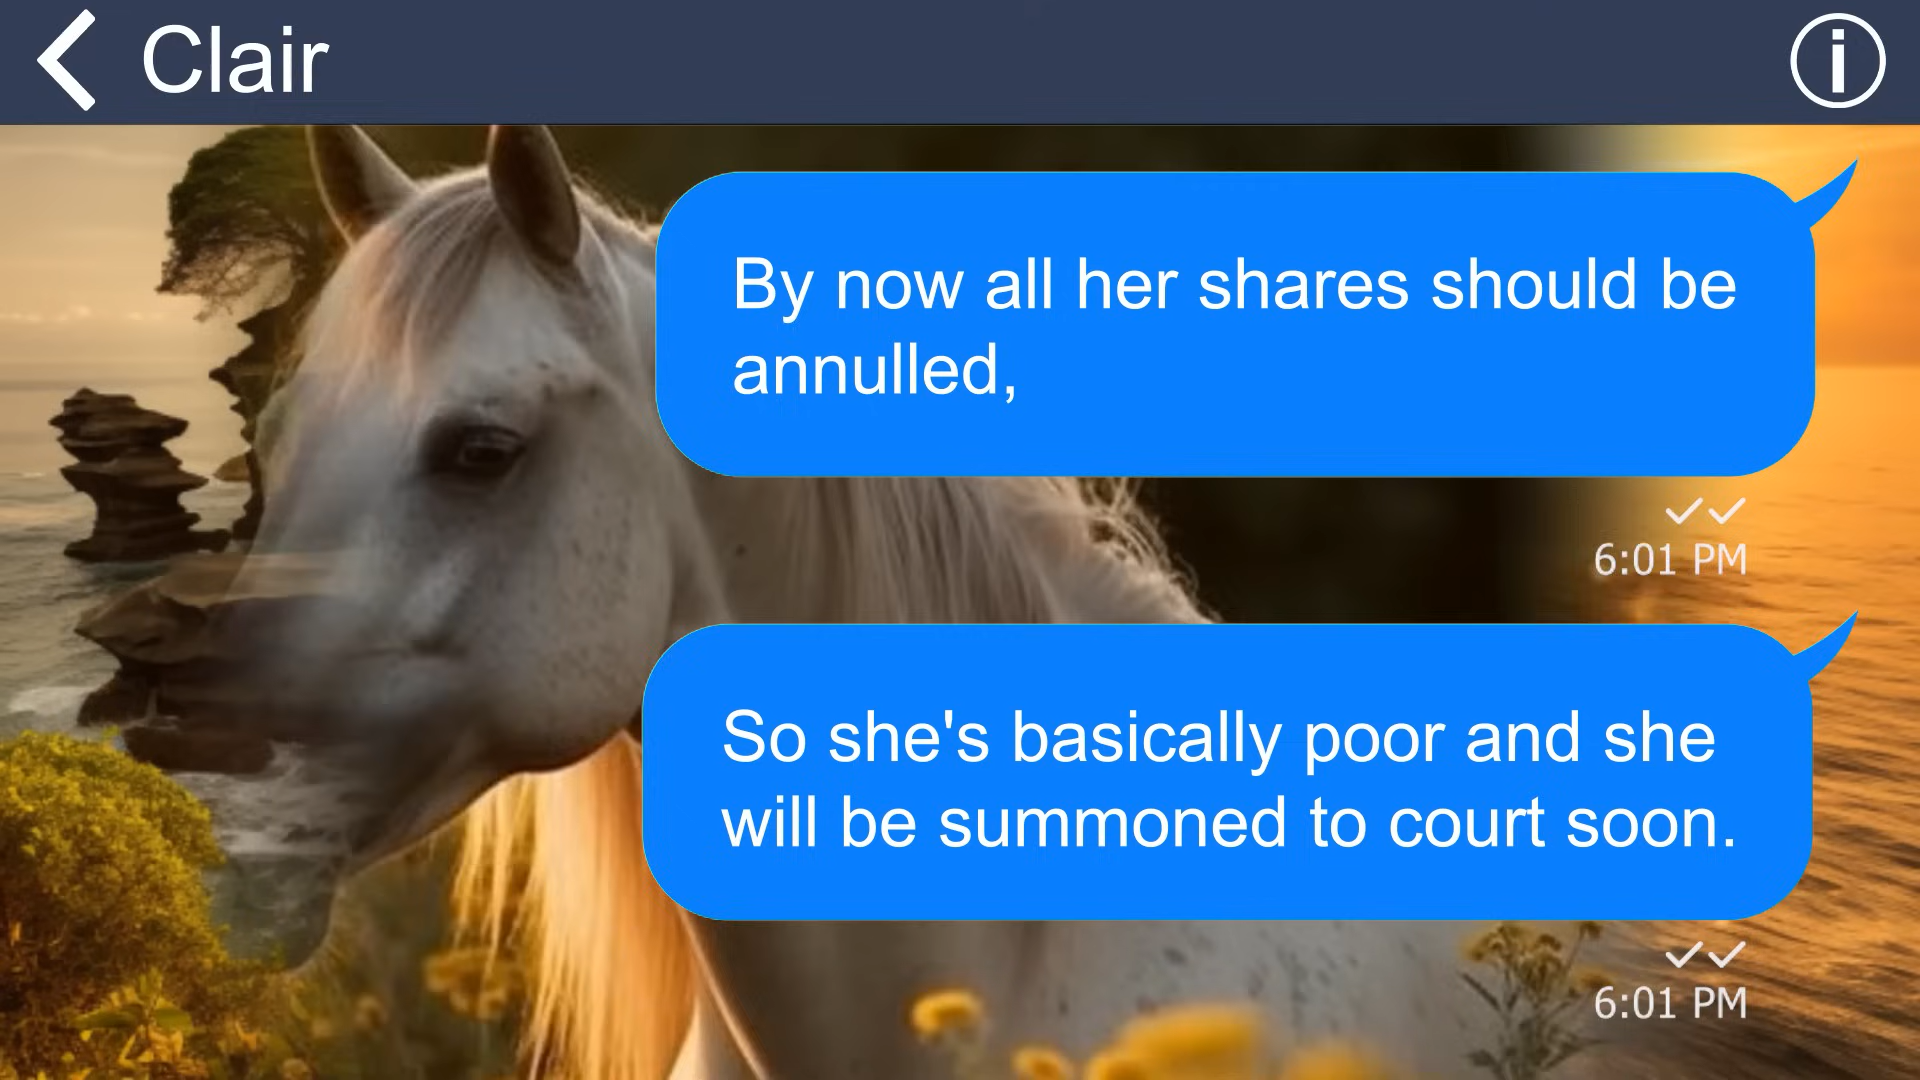 Clair
By now all her shares should be
annulled,
6:01 PM
So she's basically poor and she
will be summoned to court soon.
6:01 PM